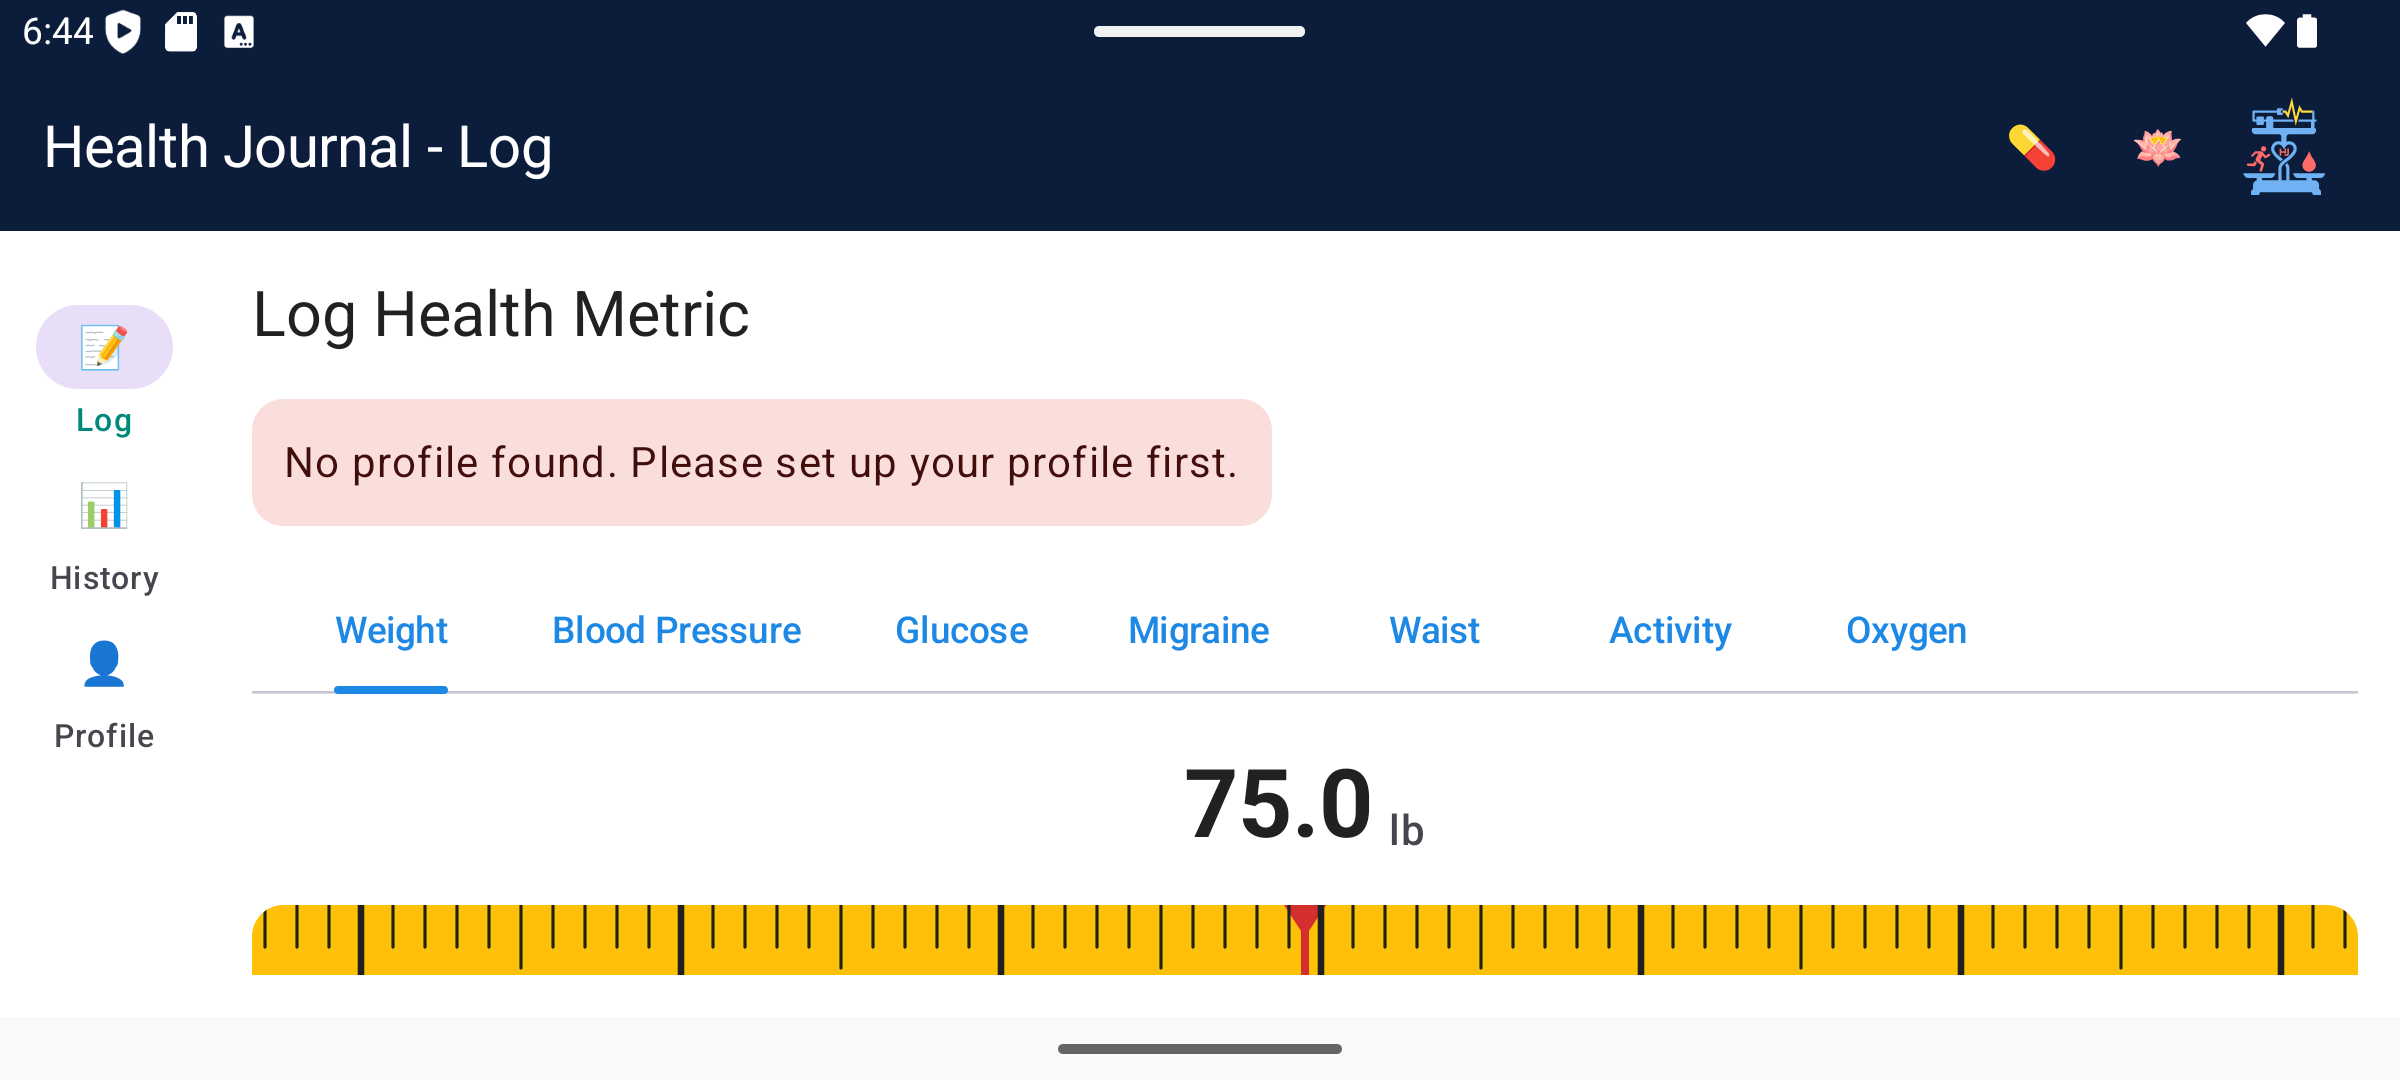 6:44
Health Journal - Log
Log Health Metric
Log
No profile found. Please set up your profile first.
History
Weight
Blood Pressure
Glucose
Migraine
Waist
Activity
Oxygen
Profile
75.0 lb